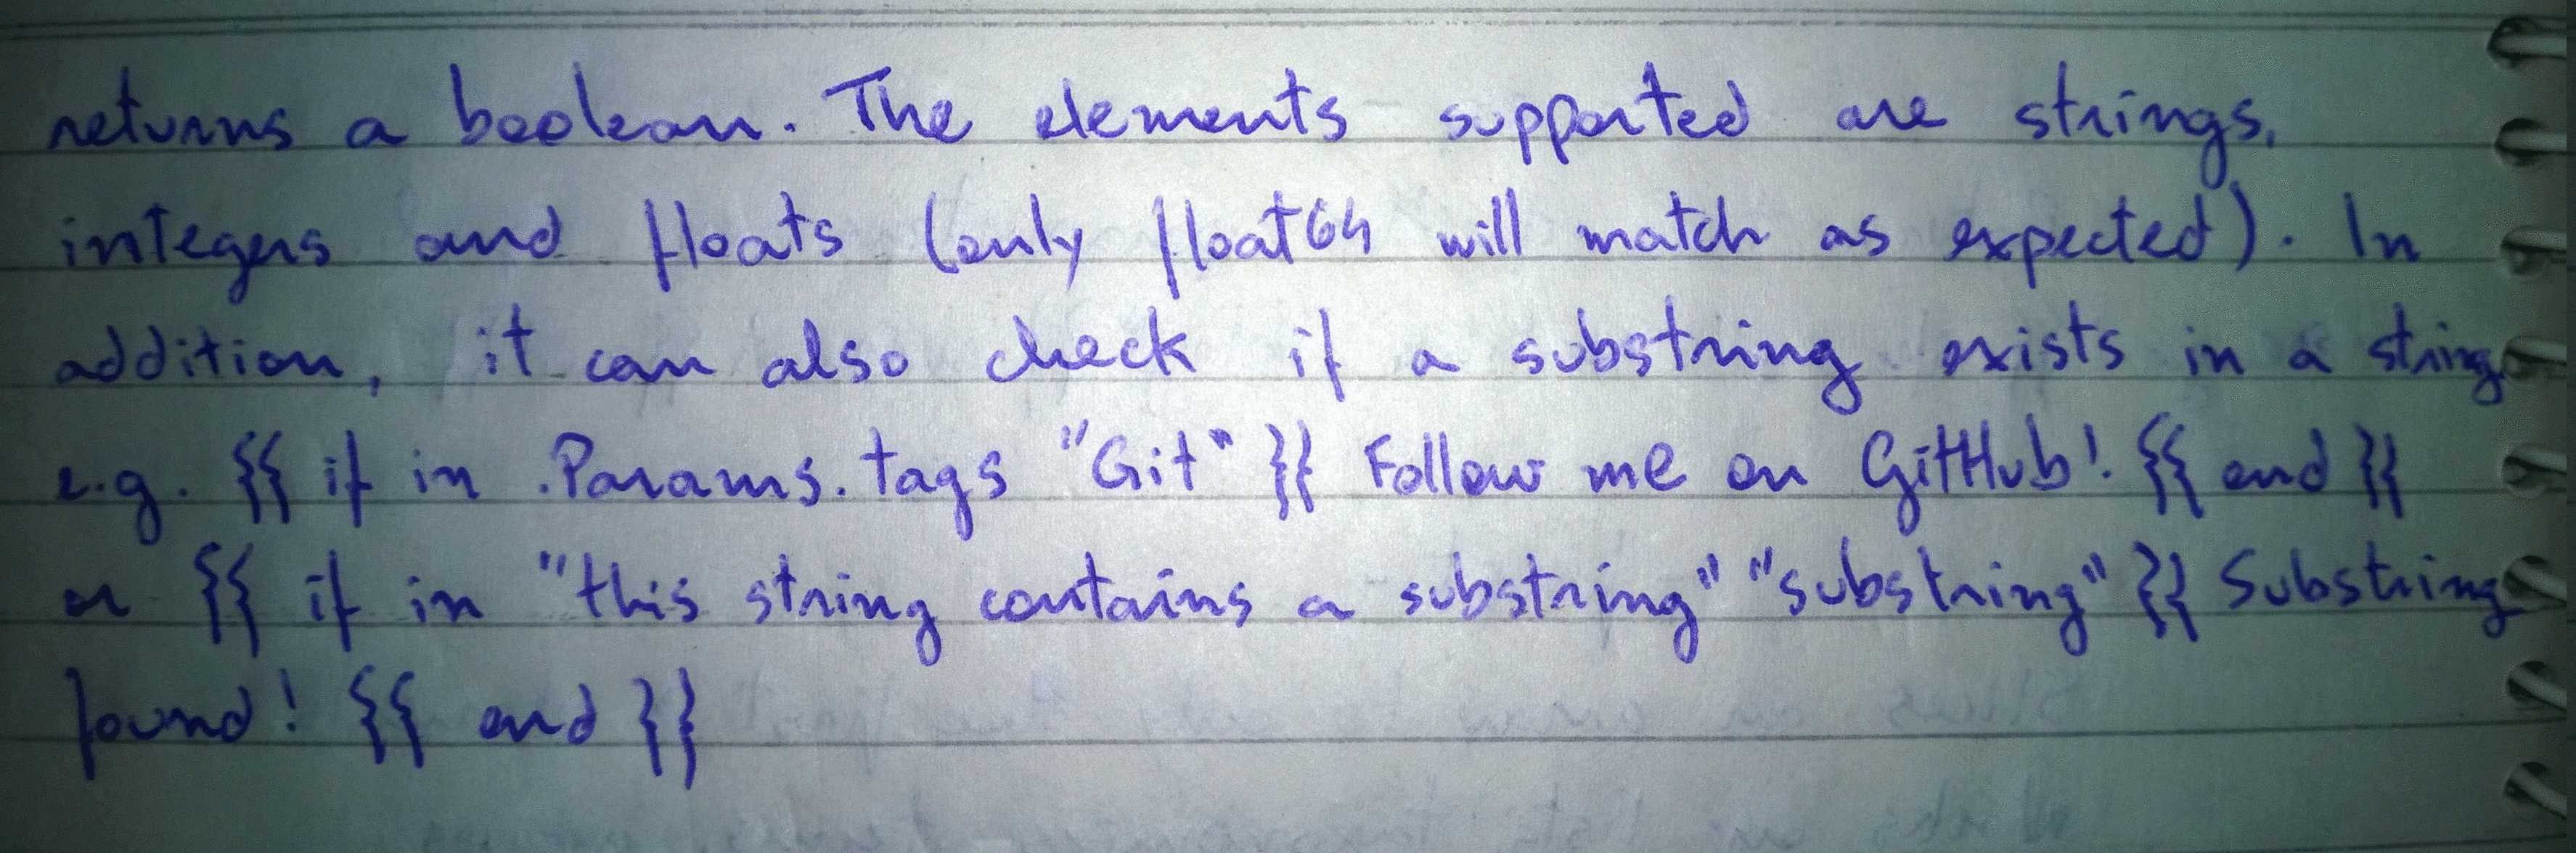 returns a boolean. The elements supported are strings,
integers and floats (only float64 will match as expected). In
addition, it can also check if a substring exists in a string
e.g. {{ if in .Params.tags "Git" }} Follow me on GitHub! {{ end }}
or {{ if in "this string contains a substring" "substring" }} Substring
found! {{ end }}